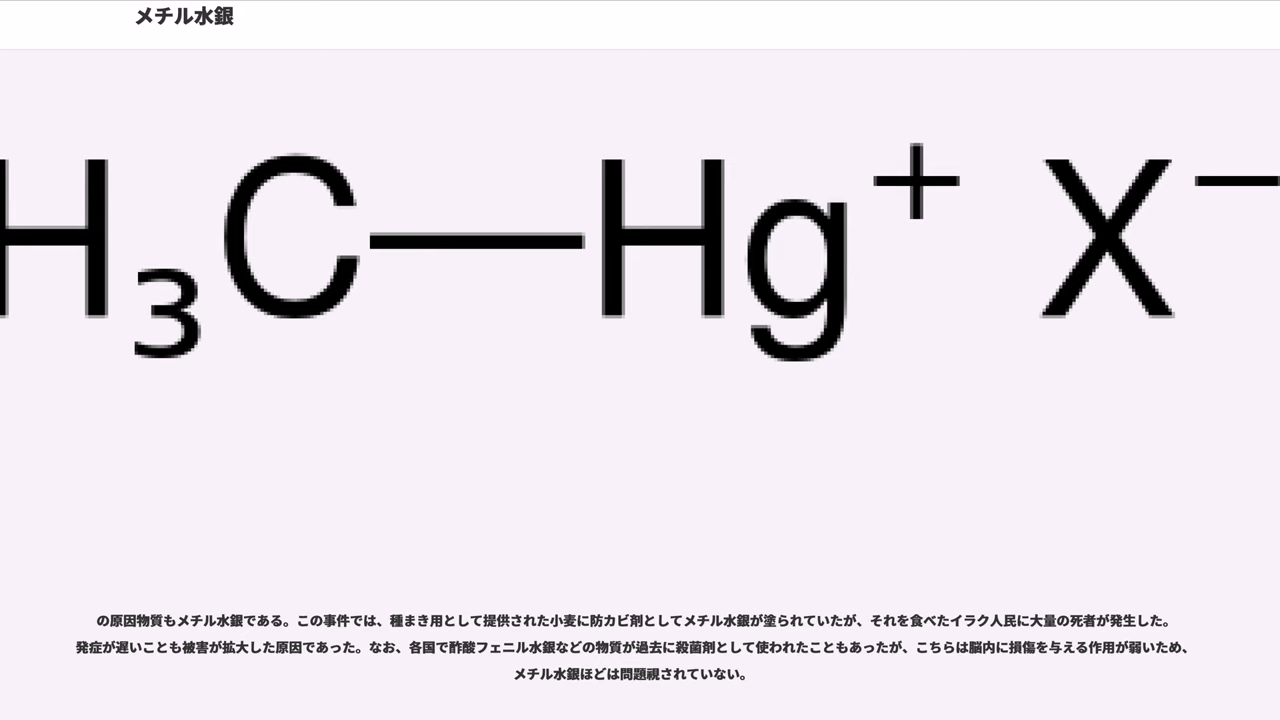 メチル水銀
H₃C—Hg⁺ X⁻
の原因物質もメチル水銀である。この事件では、種まき用として提供された小麦に防カビ剤としてメチル水銀が塗られていたが、それを食べたイラク人民に大量の死者が発生した。
発症が遅いことも被害が拡大した原因であった。なお、各国で酢酸フェニル水銀などの物質が過去に殺菌剤として使われたこともあったが、こちらは脳内に損傷を与える作用が弱いため、
メチル水銀ほどは問題視されていない。